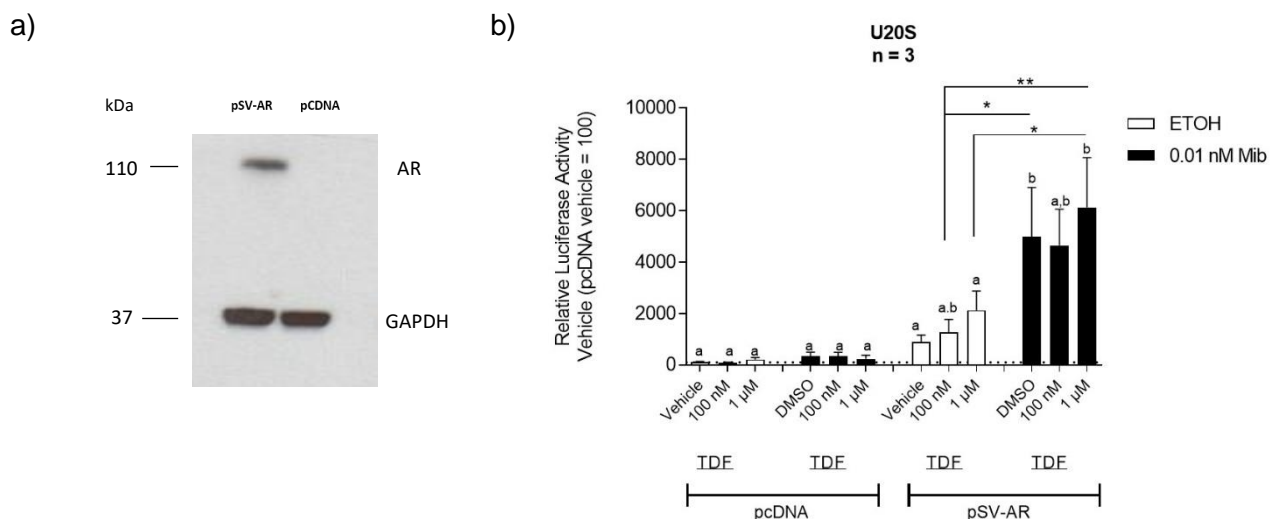 a)
kDa
pSV-AR pCDNA
110
AR
37
GAPDH
b)
U20S
n = 3
Relative Luciferase Activity
Vehicle (pcDNA vehicle = 100)
10000
8000
6000
4000
2000
0
**
*
*
ETOH
0.01 nM Mib
a a a a a a a a.b a b a,b b
Vehicle 100 nM 1 µM DMSO 100 nM 1 µM Vehicle 100 nM 1 µM DMSO 100 nM 1 µM
TDF TDF TDF TDF
pcDNA pSV-AR